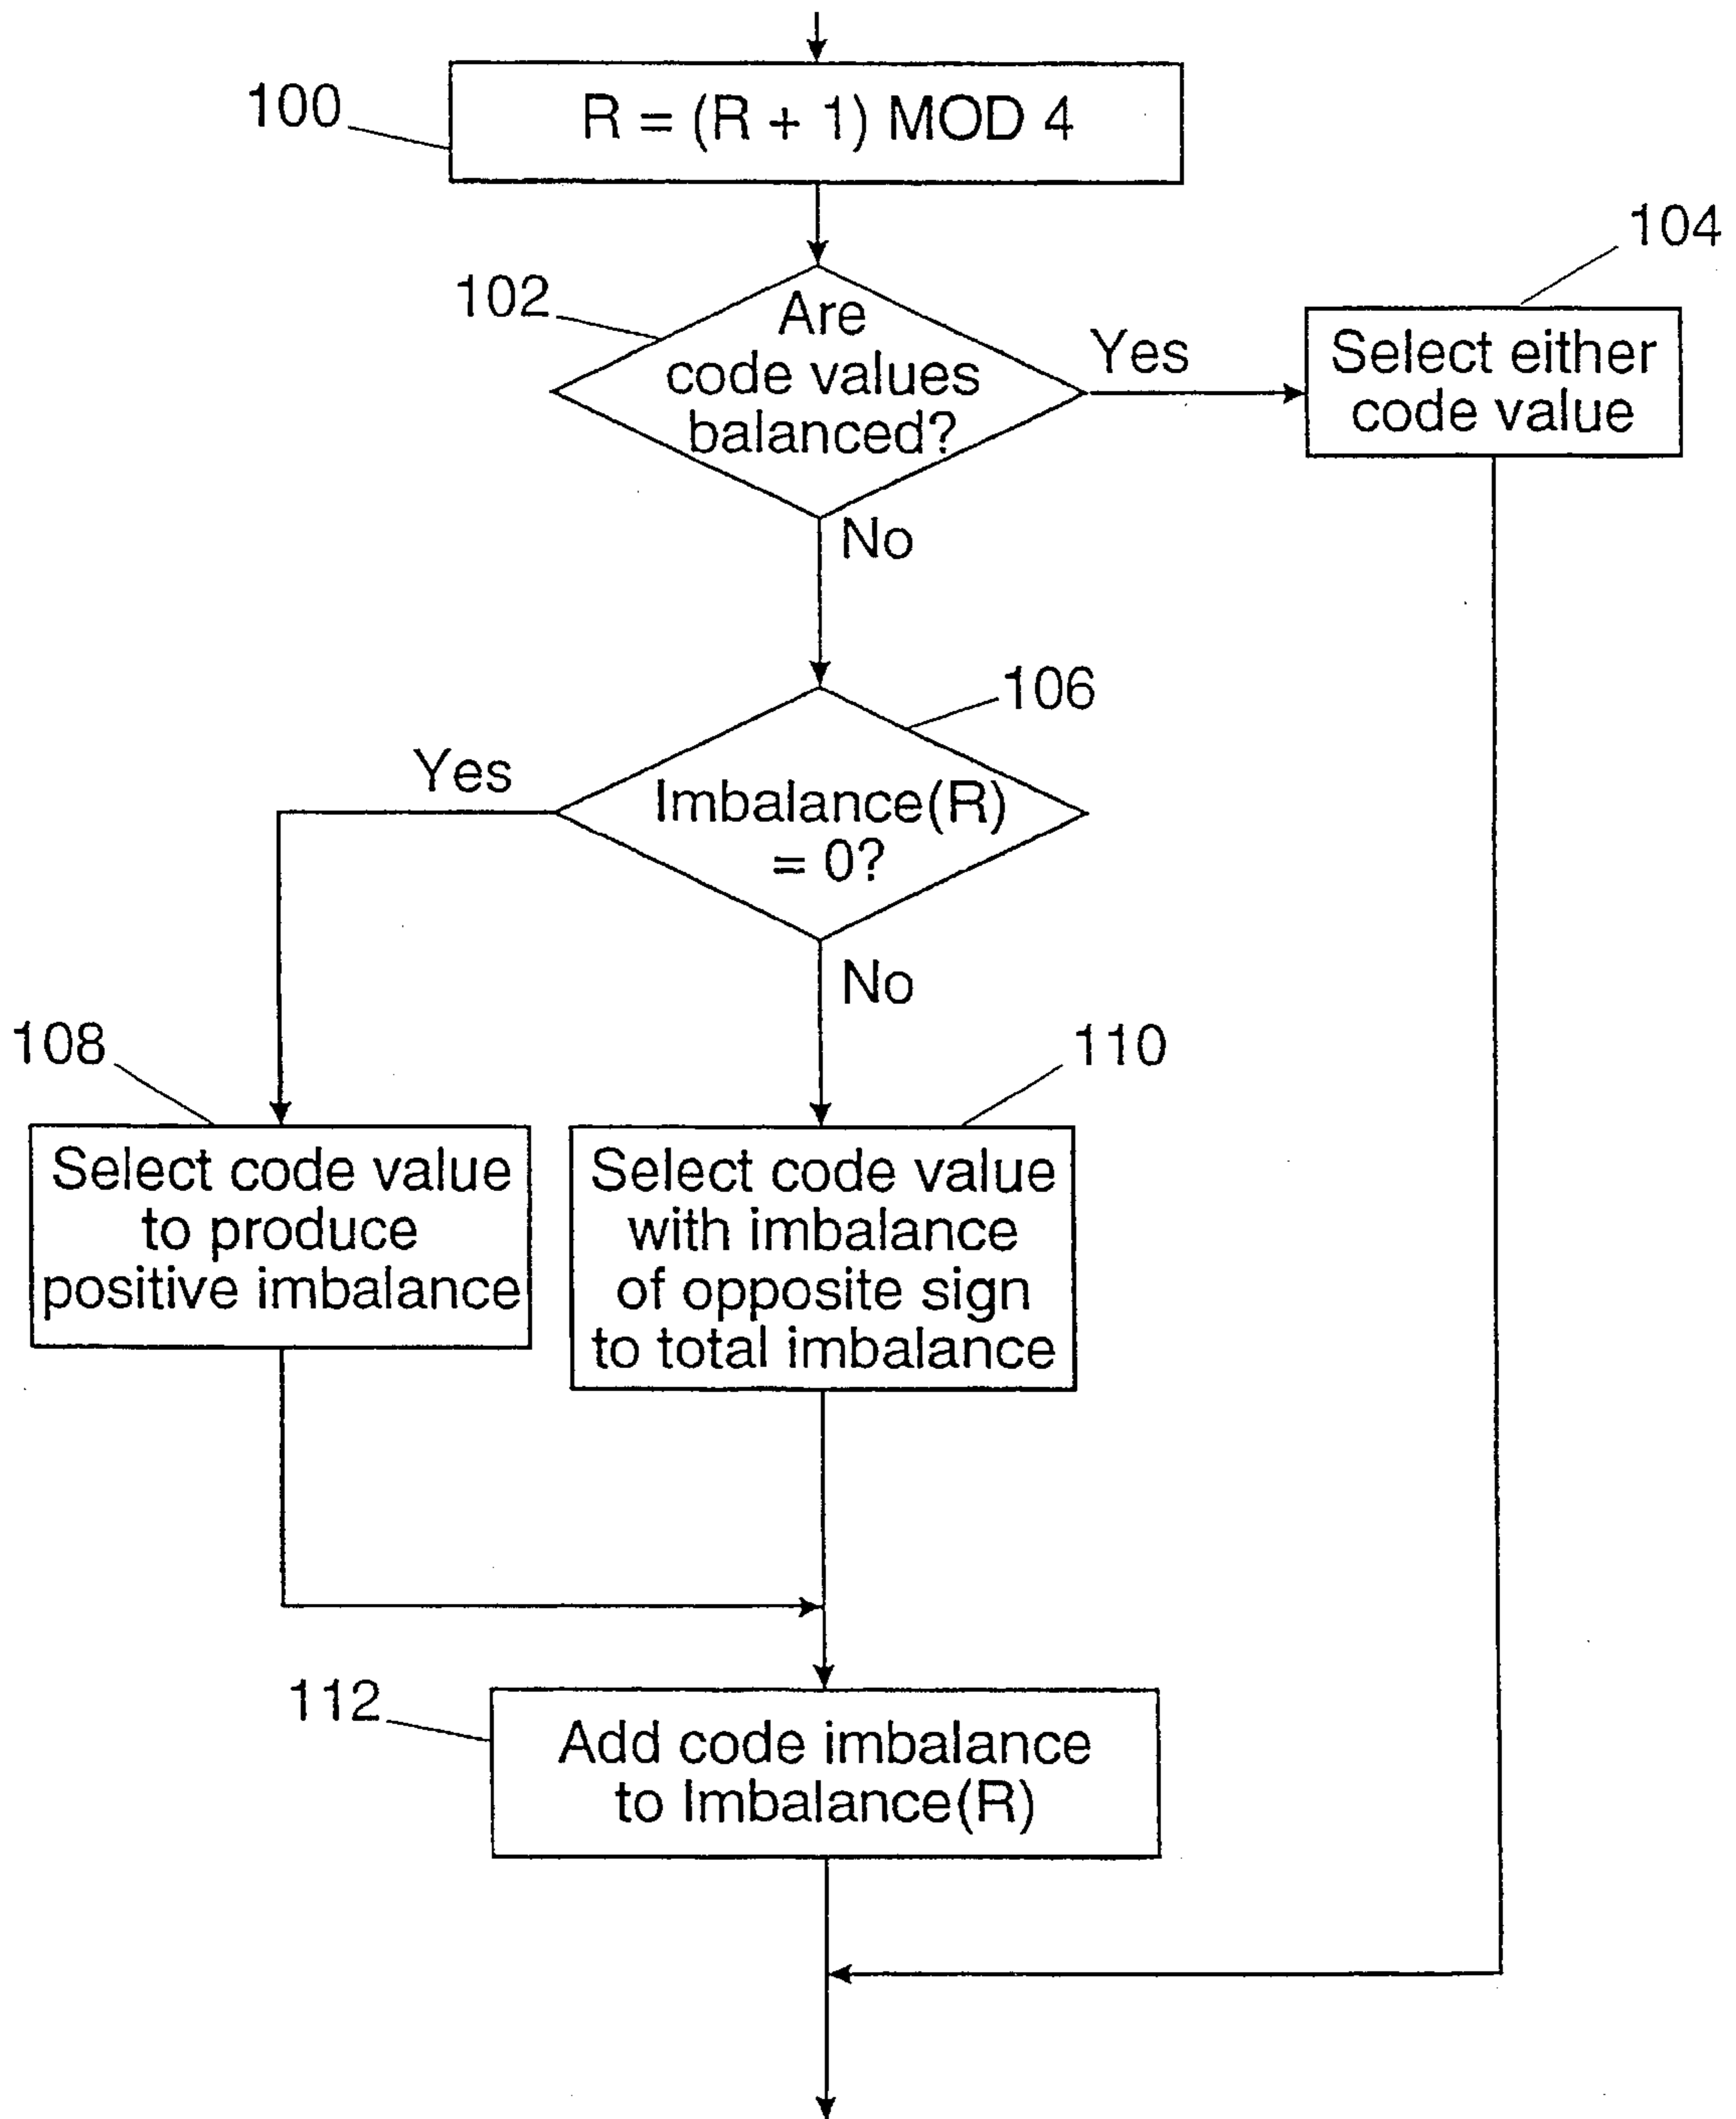 100
R = (R + 1) MOD 4
104
102
Are
code values
balanced?
Yes
Select either
code value
No
106
Yes
Imbalance(R)
= 0?
No
108
110
Select code value
to produce
positive imbalance
Select code value
with imbalance
of opposite sign
to total imbalance
112
Add code imbalance
to Imbalance(R)